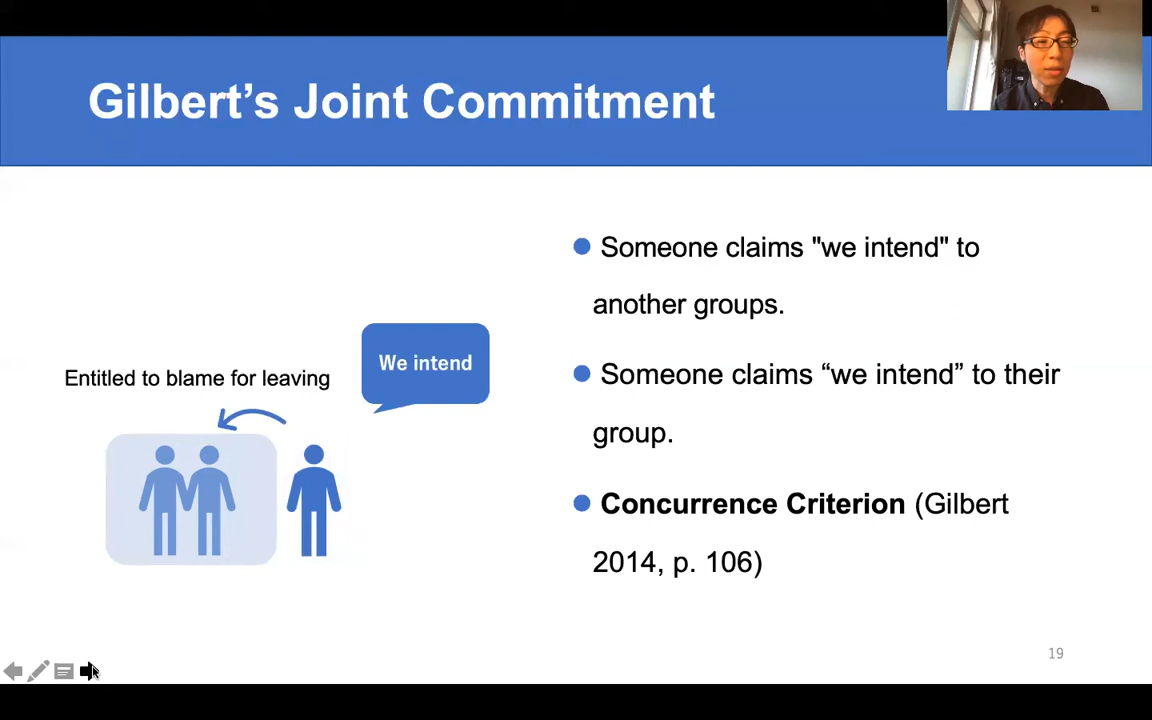 Gilbert’s Joint Commitment
Someone claims "we intend" to
another groups.
Someone claims “we intend” to their
group.
Concurrence Criterion (Gilbert
2014, p. 106)
We intend
Entitled to blame for leaving
19